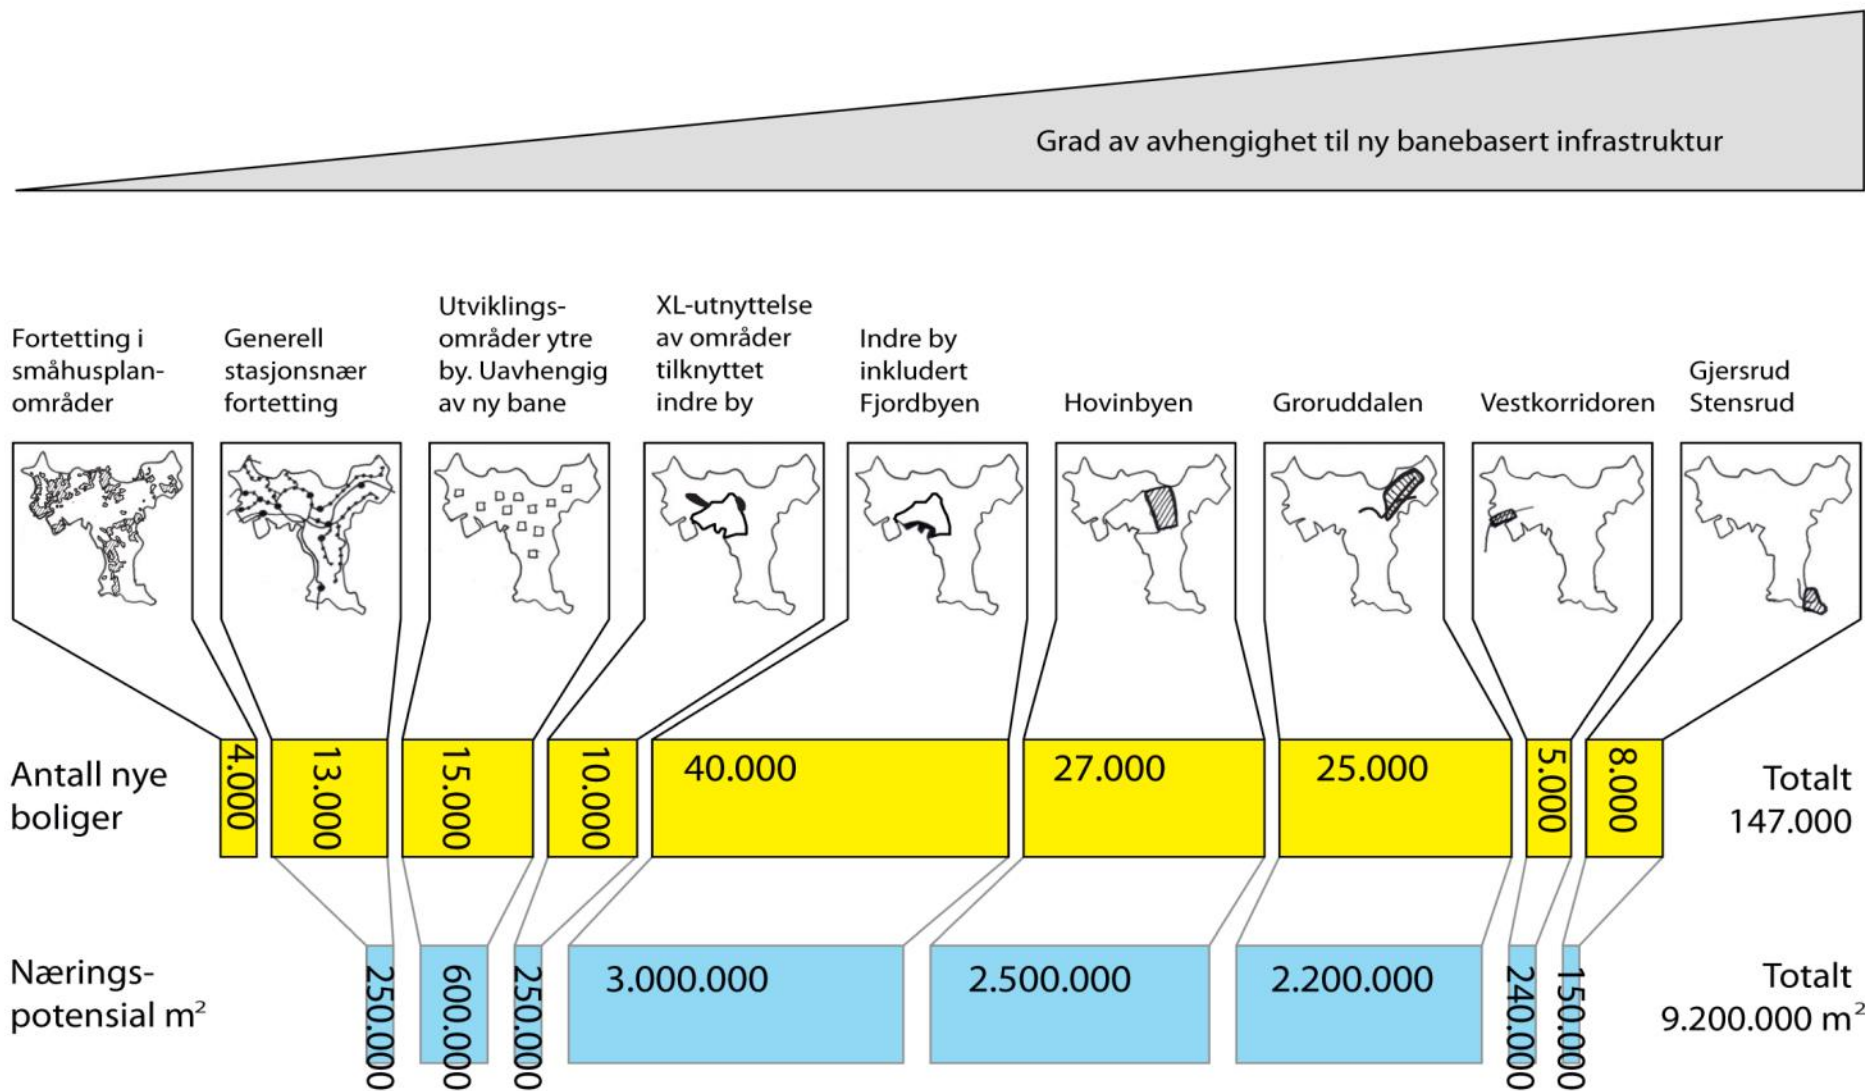 Grad av avhengighet til ny banebasert infrastruktur
Fortetting i
småhusplan-
områder
Generell
stasjonsnær
fortetting
Utviklings-
områder ytre
by. Uavhengig
av ny bane
XL-utnyttelse
av områder
tilknyttet
indre by
Indre by
inkludert
Fjordbyen
Hovinbyen
Groruddalen
Vestkorridoren
Gjersrud
Stensrud
Antall nye
boliger
4.000
13.000
15.000
10.000
40.000
27.000
25.000
5.000
8.000
Totalt
147.000
Nærings-
potensial m²
250.000
600.000
250.000
3.000.000
2.500.000
2.200.000
240.000
150.000
Totalt
9.200.000 m²